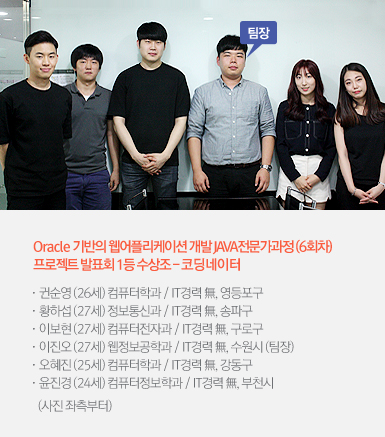 팀장
Oracle 기반의 웹어플리케이션 개발 JAVA전문가과정 (6회차)
프로젝트 발표회 1등 수상조 – 코딩네이터
· 권순영 (26세) 컴퓨터학과 / IT경력 無, 영등포구
· 황하섭 (27세) 정보통신과 / IT경력 無, 송파구
· 이보현 (27세) 컴퓨터전자과 / IT경력 無, 구로구
· 이진오 (27세) 웹정보공학과 / IT경력 無, 수원시 (팀장)
· 오혜진 (25세) 컴퓨터학과 / IT경력 無, 강동구
· 윤진경 (24세) 컴퓨터정보학과 / IT경력 無, 부천시
(사진 좌측부터)